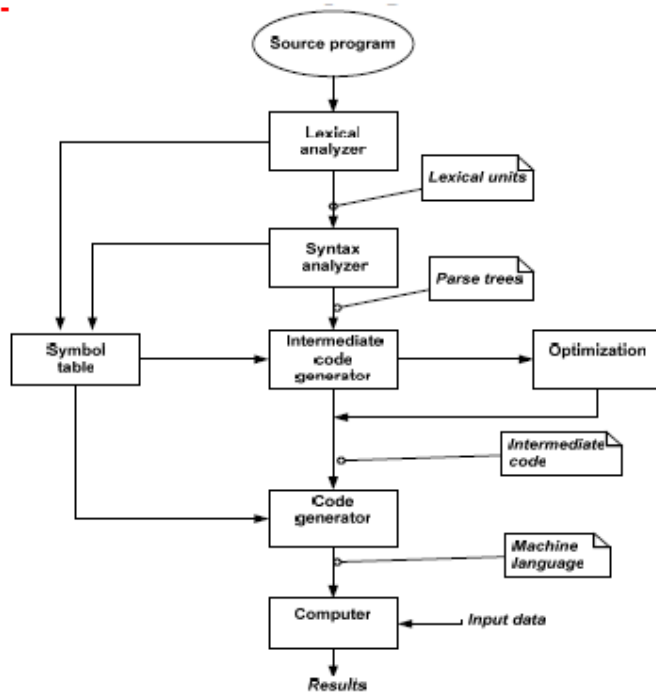 Source program
Lexical
analyzer
Lexical units
Syntax
analyzer
Parse trees
Symbol
table
Intermediate
code
generator
Optimization
Intermediate
code
Code
generator
Machine
language
Computer
Input data
Results